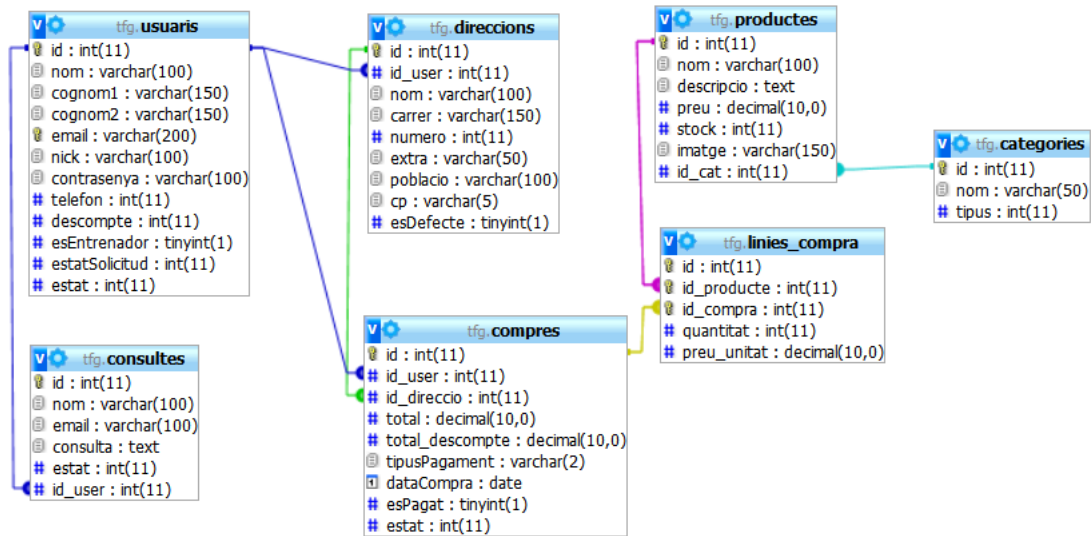 tfg.usuaris
id : int(11)
nom : varchar(100)
cognom1 : varchar(150)
cognom2 : varchar(150)
email : varchar(200)
nick : varchar(100)
contrasenya : varchar(100)
telefon : int(11)
descompte : int(11)
esEntrenador : tinyint(1)
estatSolicitud : int(11)
estat : int(11)
tfg.direccions
id : int(11)
id_user : int(11)
nom : varchar(100)
carrer : varchar(150)
numero : int(11)
extra : varchar(50)
poblacio : varchar(100)
cp : varchar(5)
esDefecte : tinyint(1)
tfg.productes
id : int(11)
nom : varchar(100)
descripcio : text
preu : decimal(10,0)
stock : int(11)
imatge : varchar(150)
id_cat : int(11)
tfg.categories
id : int(11)
nom : varchar(50)
tipus : int(11)
tfg.linies_compra
id : int(11)
id_producte : int(11)
id_compra : int(11)
quantitat : int(11)
preu_unitat : decimal(10,0)
tfg.compres
id : int(11)
id_user : int(11)
id_direccio : int(11)
total : decimal(10,0)
total_descompte : decimal(10,0)
tipusPagament : varchar(2)
dataCompra : date
esPagat : tinyint(1)
estat : int(11)
tfg.consultes
id : int(11)
nom : varchar(100)
email : varchar(100)
consulta : text
estat : int(11)
id_user : int(11)